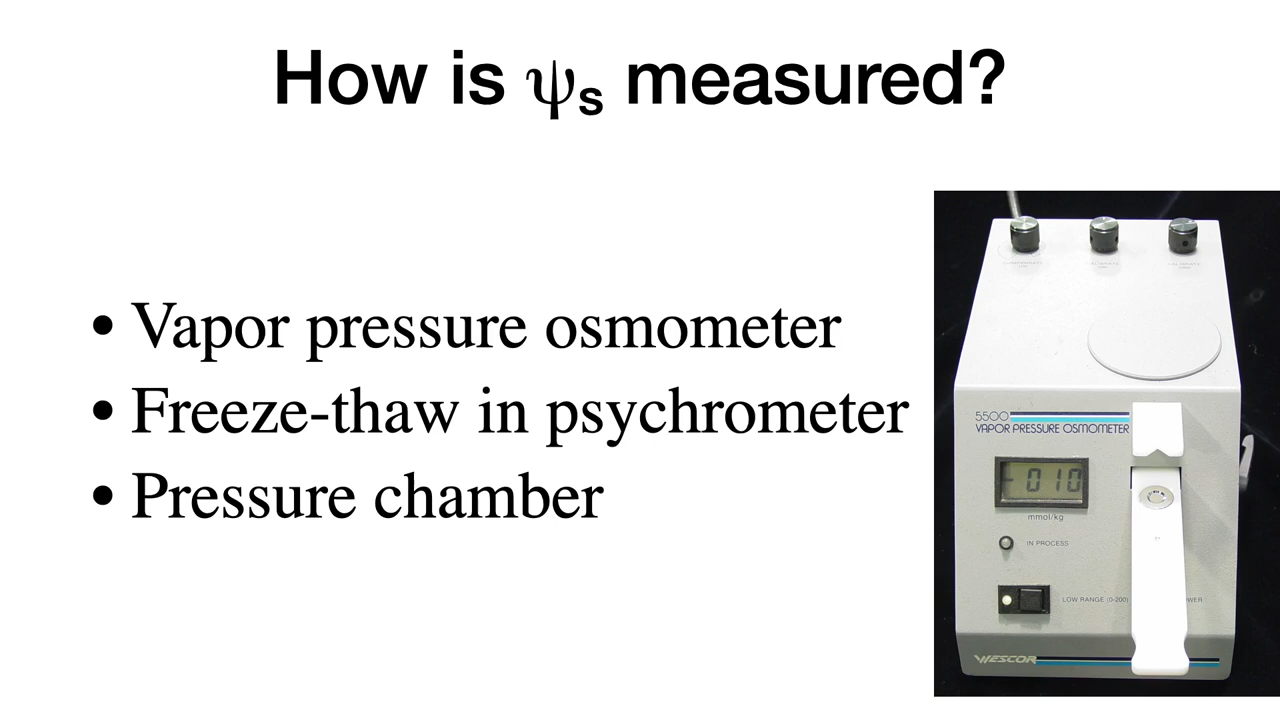 How is ψs measured?
• Vapor pressure osmometer
• Freeze-thaw in psychrometer
• Pressure chamber
5500
VAPOR PRESSURE OSMOMETER
- 010
mmol/kg
IN PROCESS
LOW RANGE (0-200)
WESCOR